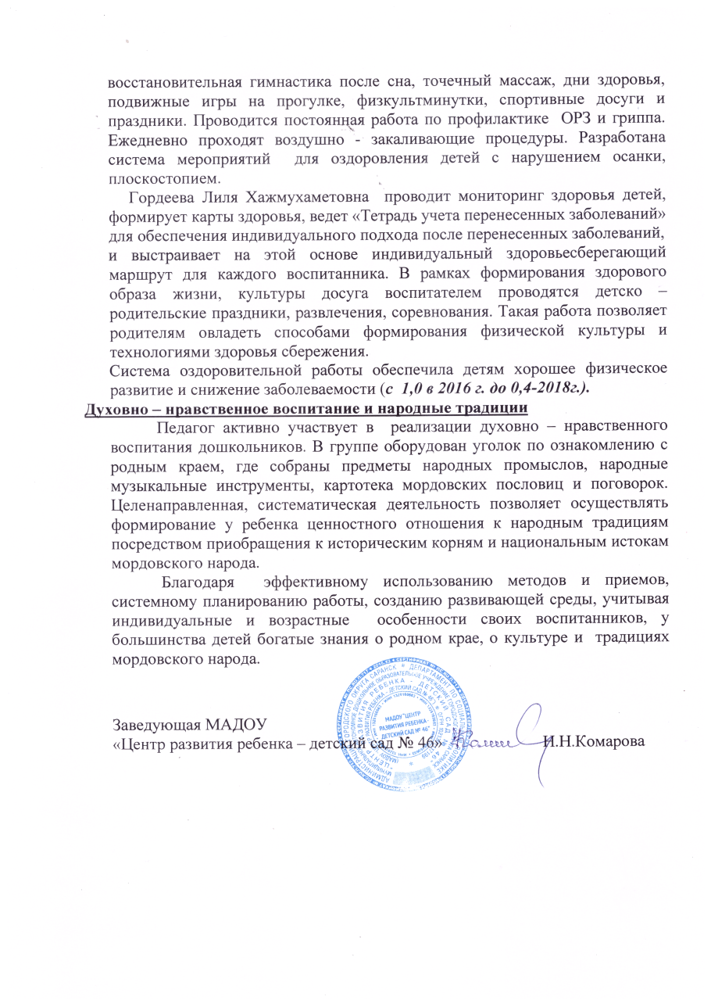 восстановительная гимнастика после сна, точечный массаж, дни здоровья,
подвижные игры на прогулке, физкультминутки, спортивные досуги и
праздники. Проводится постоянная работа по профилактике ОРЗ и гриппа.
Ежедневно проходят воздушно - закаливающие процедуры. Разработана
система мероприятий для оздоровления детей с нарушением осанки,
плоскостопием.
Гордеева Лиля Хажмухаметовна проводит мониторинг здоровья детей,
формирует карты здоровья, ведет «Тетрадь учета перенесенных заболеваний»
для обеспечения индивидуального подхода после перенесенных заболеваний,
и выстраивает на этой основе индивидуальный здоровьесберегающий
маршрут для каждого воспитанника. В рамках формирования здорового
образа жизни, культуры досуга воспитателем проводятся детско –
родительские праздники, развлечения, соревнования. Такая работа позволяет
родителям овладеть способами формирования физической культуры и
технологиями здоровья сбережения.
Система оздоровительной работы обеспечила детям хорошее физическое
развитие и снижение заболеваемости (с 1,0 в 2016 г. до 0,4-2018г.).
Духовно – нравственное воспитание и народные традиции
Педагог активно участвует в реализации духовно – нравственного
воспитания дошкольников. В группе оборудован уголок по ознакомлению с
родным краем, где собраны предметы народных промыслов, народные
музыкальные инструменты, картотека мордовских пословиц и поговорок.
Целенаправленная, систематическая деятельность позволяет осуществлять
формирование у ребенка ценностного отношения к народным традициям
посредством приобращения к историческим корням и национальным истокам
мордовского народа.
Благодаря эффективному использованию методов и приемов,
системному планированию работы, созданию развивающей среды, учитывая
индивидуальные и возрастные особенности своих воспитанников, у
большинства детей богатые знания о родном крае, о культуре и традициях
мордовского народа.
МАДОУ "ЦЕНТР
РАЗВИТИЯ РЕБЕНКА -
ДЕТСКИЙ САД № 46"
Заведующая МАДОУ
«Центр развития ребенка – детский сад № 46» И.Н.Комарова